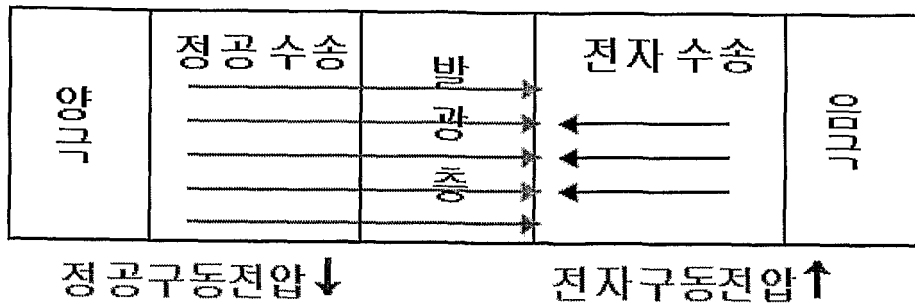 양극
정공 수송
발광층
전자 수송
음극
정공구동전압↓
전자구동전압↑